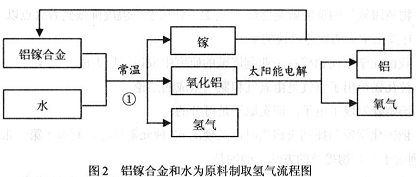 铝镓合金
水
常温
①
镓
氧化铝
氢气
太阳能电解
铝
氧气
图2 铝镓合金和水为原料制取氢气流程图